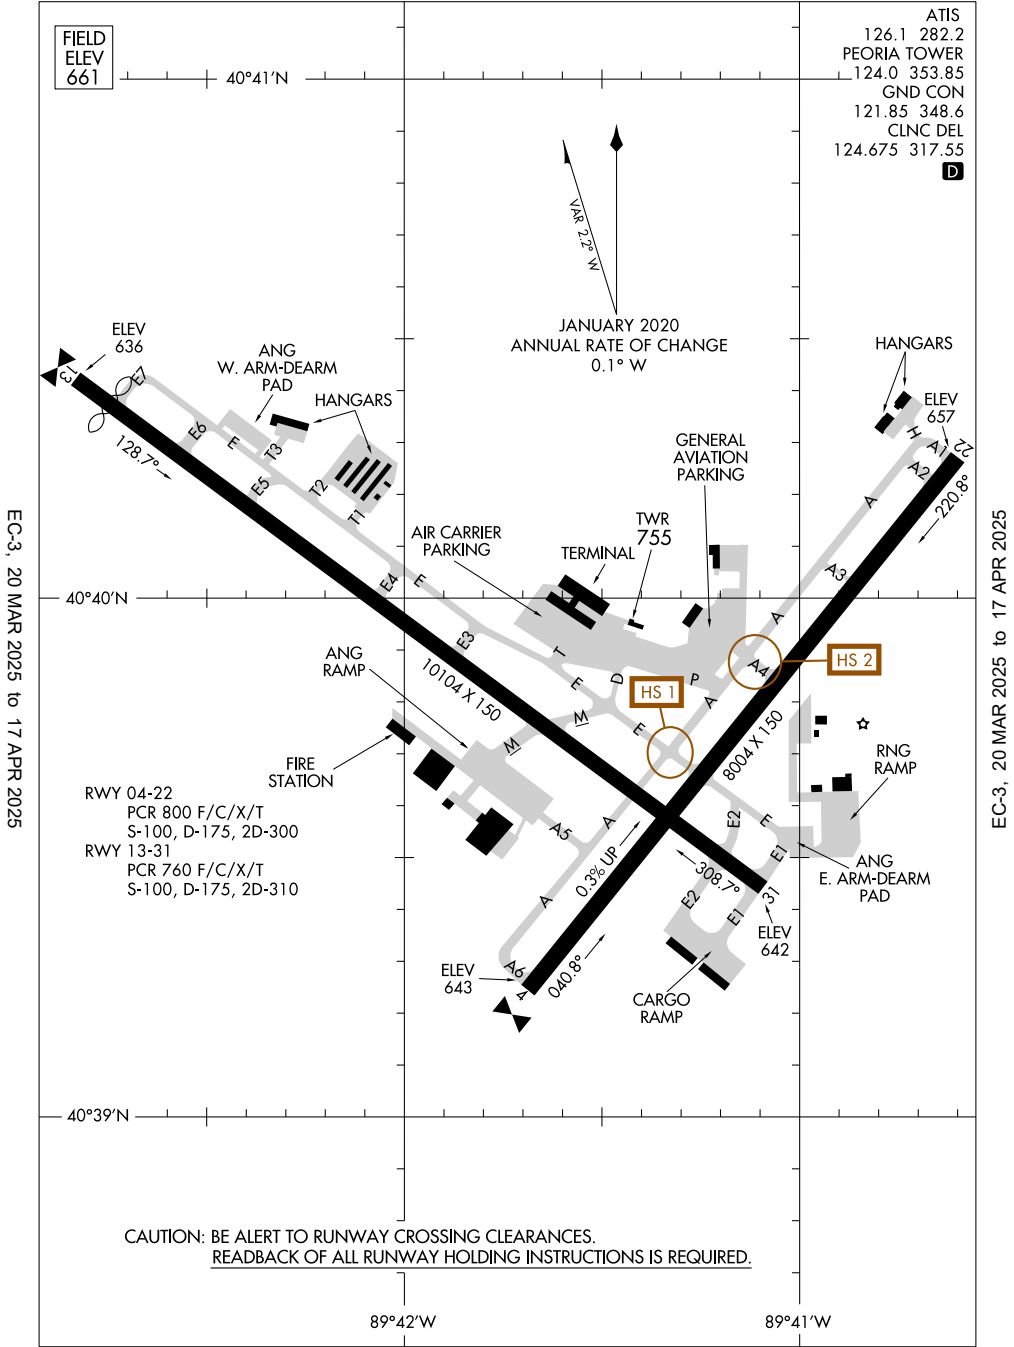 FIELD
ELEV
661
ATIS
126.1 282.2
PEORIA TOWER
124.0 353.85
GND CON
121.85 348.6
CLNC DEL
124.675 317.55
D
40°41'N
VAR 2.2° W
JANUARY 2020
ANNUAL RATE OF CHANGE
0.1° W
ELEV
636
13
E7
ANG
W. ARM-DEARM
PAD
HANGARS
HANGARS
ELEV
657
22
H
A1
A2
220.8°
128.7°
E6
E
T3
E5
T2
T1
GENERAL
AVIATION
PARKING
A
A3
AIR CARRIER
PARKING
TERMINAL
TWR
755
40°40'N
E4
E
E3
A
ANG
RAMP
T
E
D
P
A4
HS 2
HS 1
10104 X 150
M
M
E
A
8004 X 150
FIRE
STATION
RNG
RAMP
RWY 04-22
PCR 800 F/C/X/T
S-100, D-175, 2D-300
RWY 13-31
PCR 760 F/C/X/T
S-100, D-175, 2D-310
A5
A
E2
E
E1
0.3% UP
308.7°
ANG
E. ARM-DEARM
PAD
A
E2
E1
31
ELEV
642
A6
4
040.8°
ELEV
643
CARGO
RAMP
40°39'N
CAUTION: BE ALERT TO RUNWAY CROSSING CLEARANCES.
READBACK OF ALL RUNWAY HOLDING INSTRUCTIONS IS REQUIRED.
89°42'W
89°41'W
EC-3, 20 MAR 2025 to 17 APR 2025
EC-3, 20 MAR 2025 to 17 APR 2025